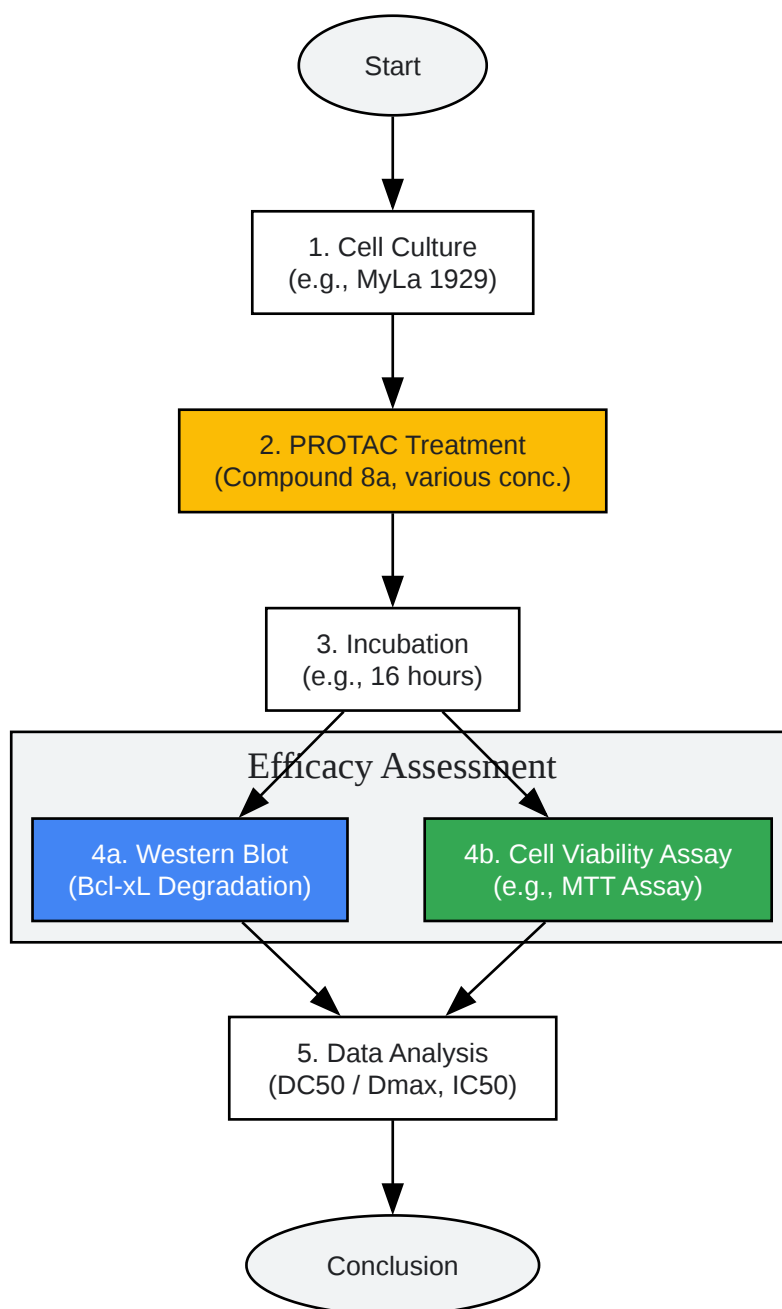 Start
1. Cell Culture
(e.g., MyLa 1929)
2. PROTAC Treatment
(Compound 8a, various conc.)
3. Incubation
(e.g., 16 hours)
Efficacy Assessment
4a. Western Blot
(Bcl-xL Degradation)
4b. Cell Viability Assay
(e.g., MTT Assay)
5. Data Analysis
(DC50 / Dmax, IC50)
Conclusion